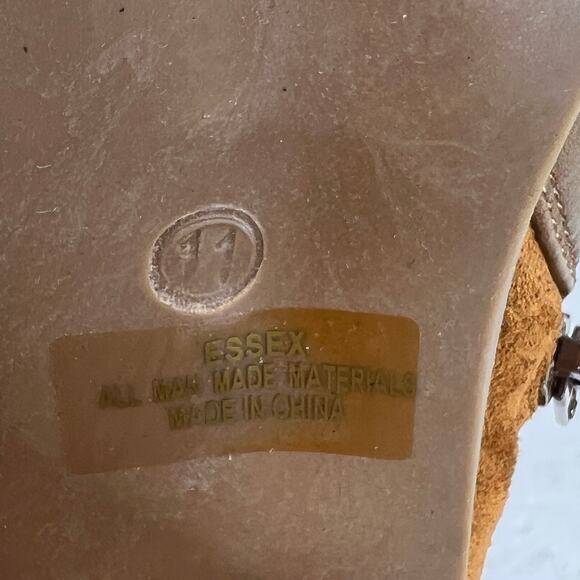 11
ESSEX
ALL MAN MADE MATERIALS
MADE IN CHINA